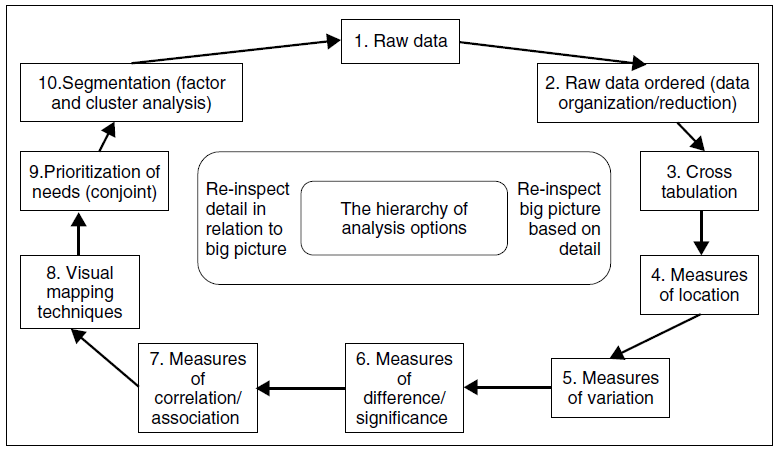 1. Raw data
2. Raw data ordered (data
organization/reduction)
3. Cross
tabulation
4. Measures
of location
5. Measures
of variation
6. Measures
of
difference/
significance
7. Measures
of
correlation/
association
8. Visual
mapping
techniques
9.Prioritization of
needs (conjoint)
10.Segmentation (factor
and cluster analysis)
Re-inspect
detail in
relation to
big picture
The hierarchy of
analysis options
Re-inspect
big picture
based on
detail